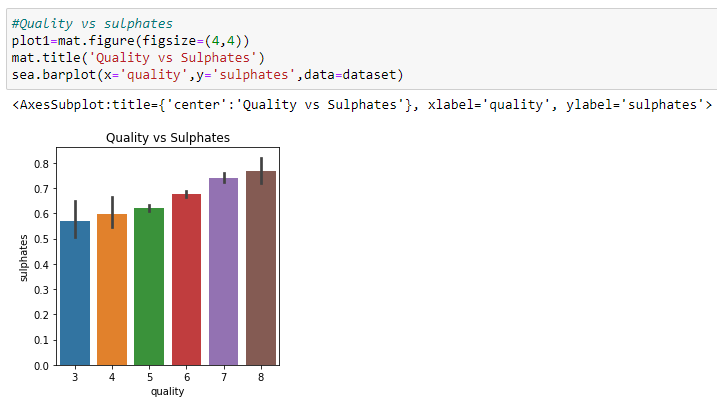 #Quality vs sulphates
plot1=mat.figure(figsize=(4,4))
mat.title('Quality vs Sulphates')
sea.barplot(x='quality',y='sulphates',data=dataset)
<AxesSubplot:title={'center':'Quality vs Sulphates'}, xlabel='quality', ylabel='sulphates'>
Quality vs Sulphates
0.8
0.7
0.6
0.5
0.4
0.3
0.2
0.1
0.0
sulphates
3 4 5 6 7 8
quality